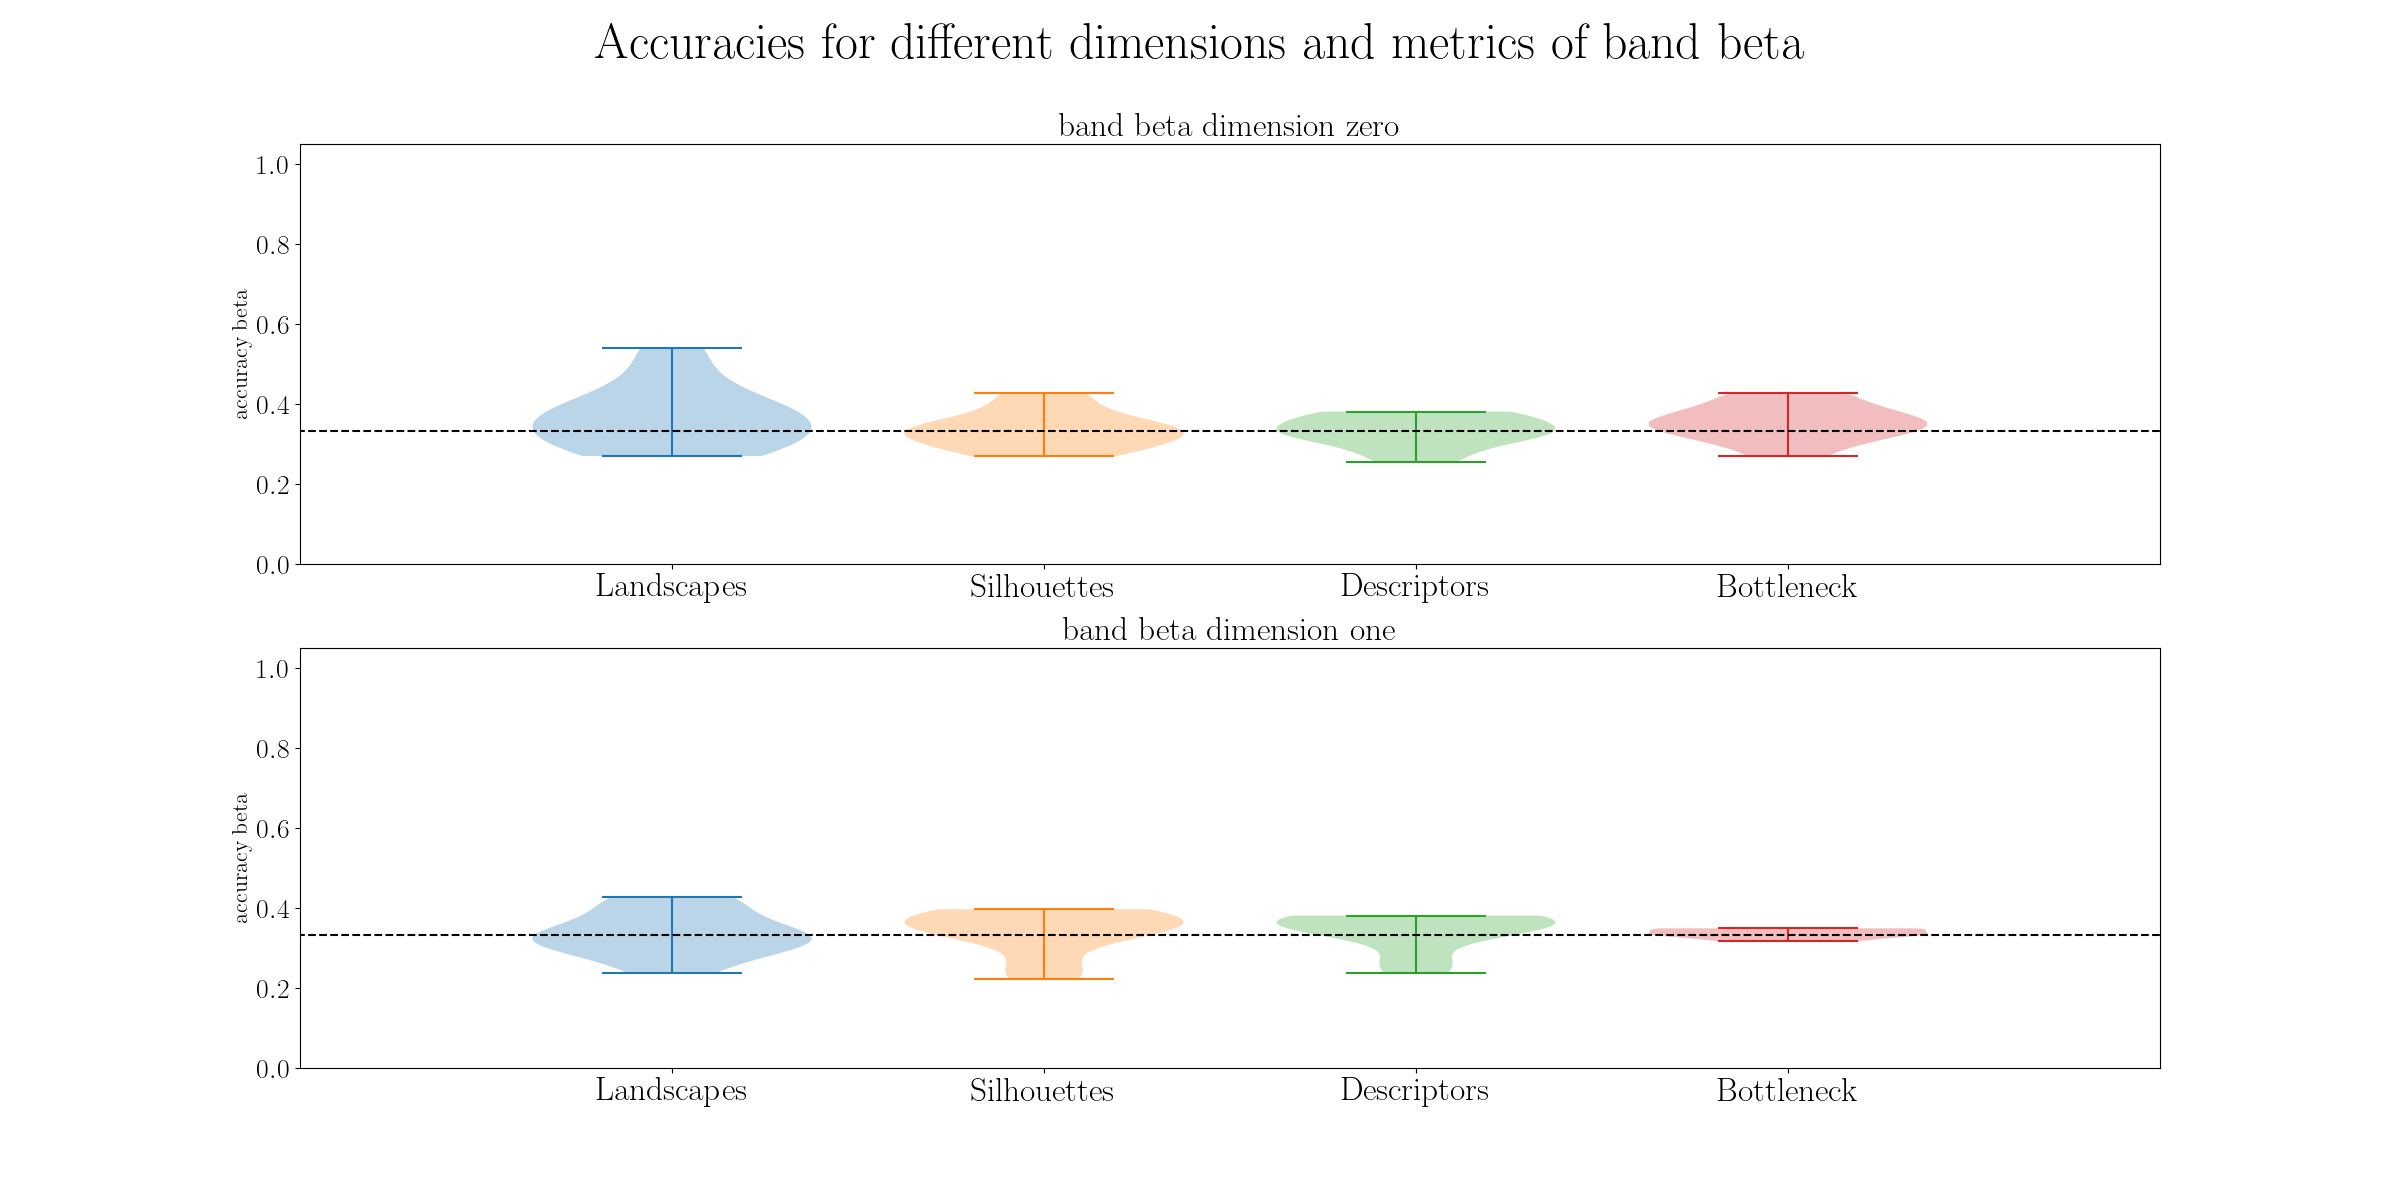 Accuracies for different dimensions and metrics of band beta
band beta dimension zero
1.0
0.8
0.6
0.4
0.2
0.0
accuracy beta
Landscapes Silhouettes Descriptors Bottleneck
band beta dimension one
1.0
0.8
0.6
0.4
0.2
0.0
accuracy beta
Landscapes Silhouettes Descriptors Bottleneck